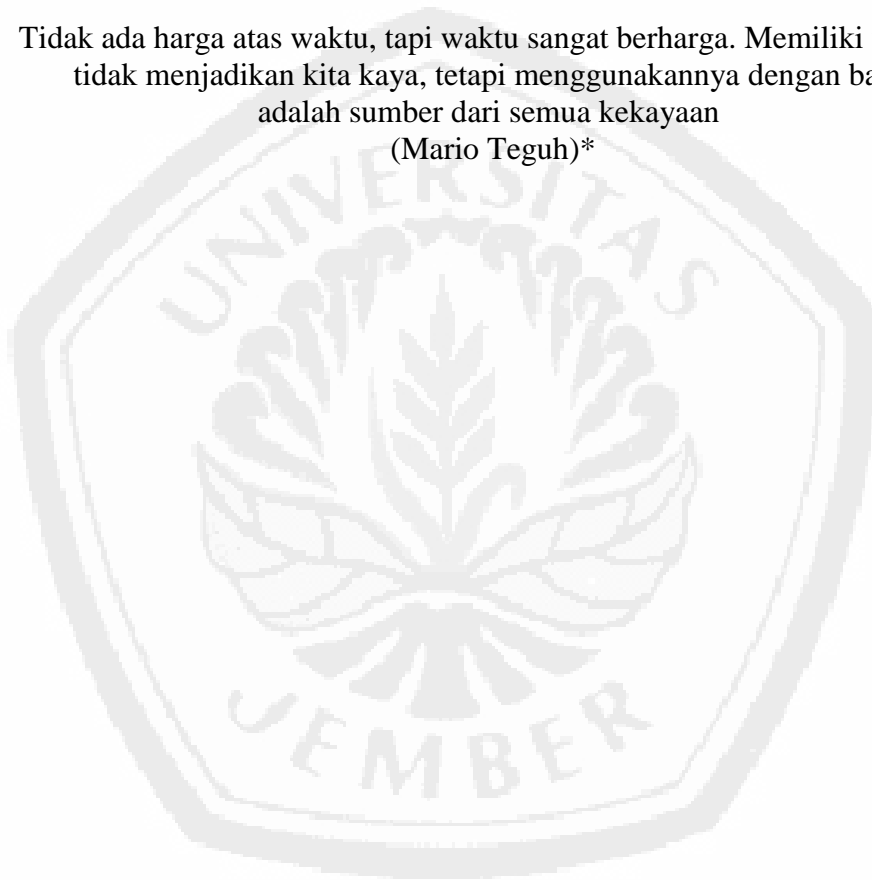 Tidak ada harga atas waktu, tapi waktu sangat berharga. Memiliki
tidak menjadikan kita kaya, tetapi menggunakannya dengan
adalah sumber dari semua kekayaan
(Mario Teguh)*
UNIVERSITAS
JEMBER